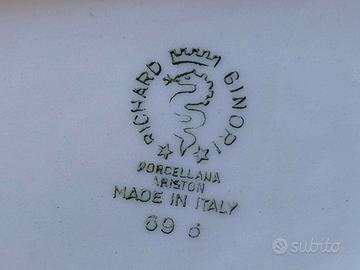 RICHARD GINORI
PORCELLANA
ARISTON
MADE IN ITALY
69 6
subito